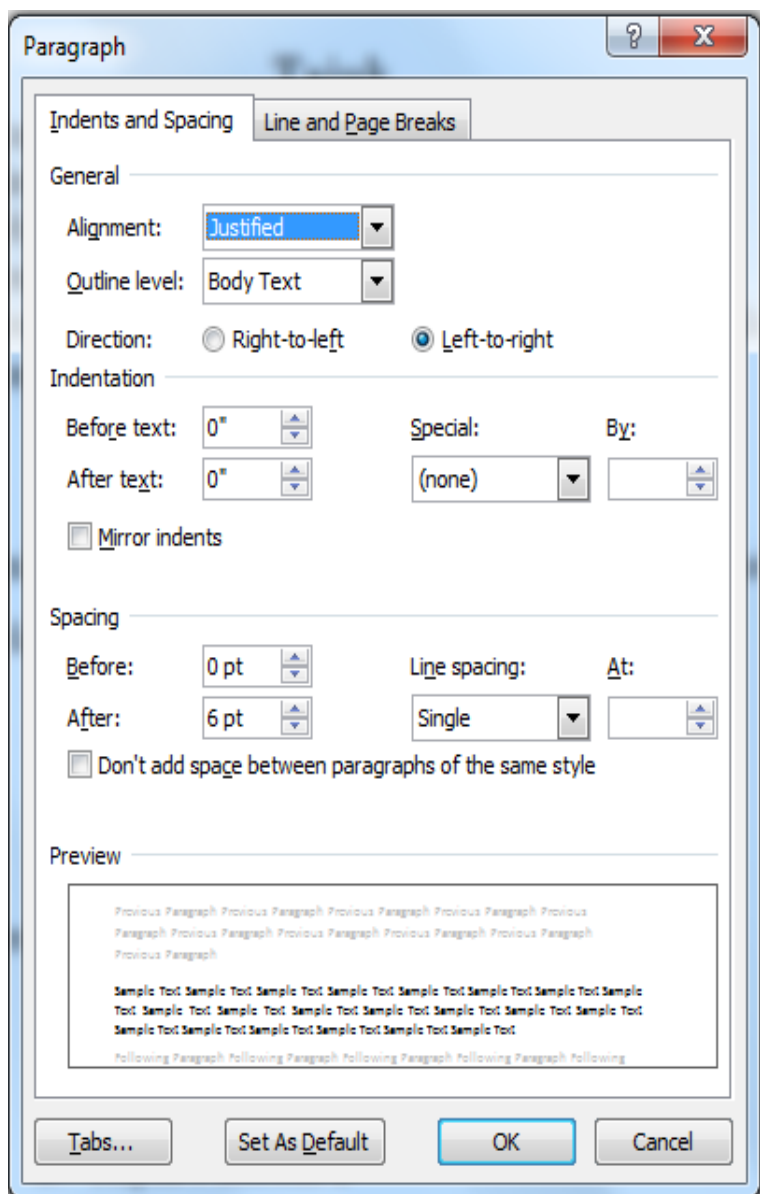 Paragraph
Indents and Spacing
Line and Page Breaks
General
Alignment: Justified
Outline level: Body Text
Direction: Right-to-left Left-to-right
Indentation
Before text: 0" Special: By:
After text: 0" (none)
Mirror indents
Spacing
Before: 0 pt Line spacing: At:
After: 6 pt Single
Don't add space between paragraphs of the same style
Preview
Previous Paragraph Previous Paragraph Previous Paragraph Previous Paragraph Previous
Paragraph Previous Paragraph Previous Paragraph Previous Paragraph Previous Paragraph
Previous Paragraph
Sample Text Sample Text Sample Text Sample Text Sample Text Sample Text Sample Text Sample
Text Sample Text Sample Text Sample Text Sample Text Sample Text Sample Text Sample Text
Sample Text Sample Text Sample Text Sample Text Sample Text Sample Text
Following Paragraph Following Paragraph Following Paragraph Following Paragraph Following
Tabs... Set As Default OK Cancel